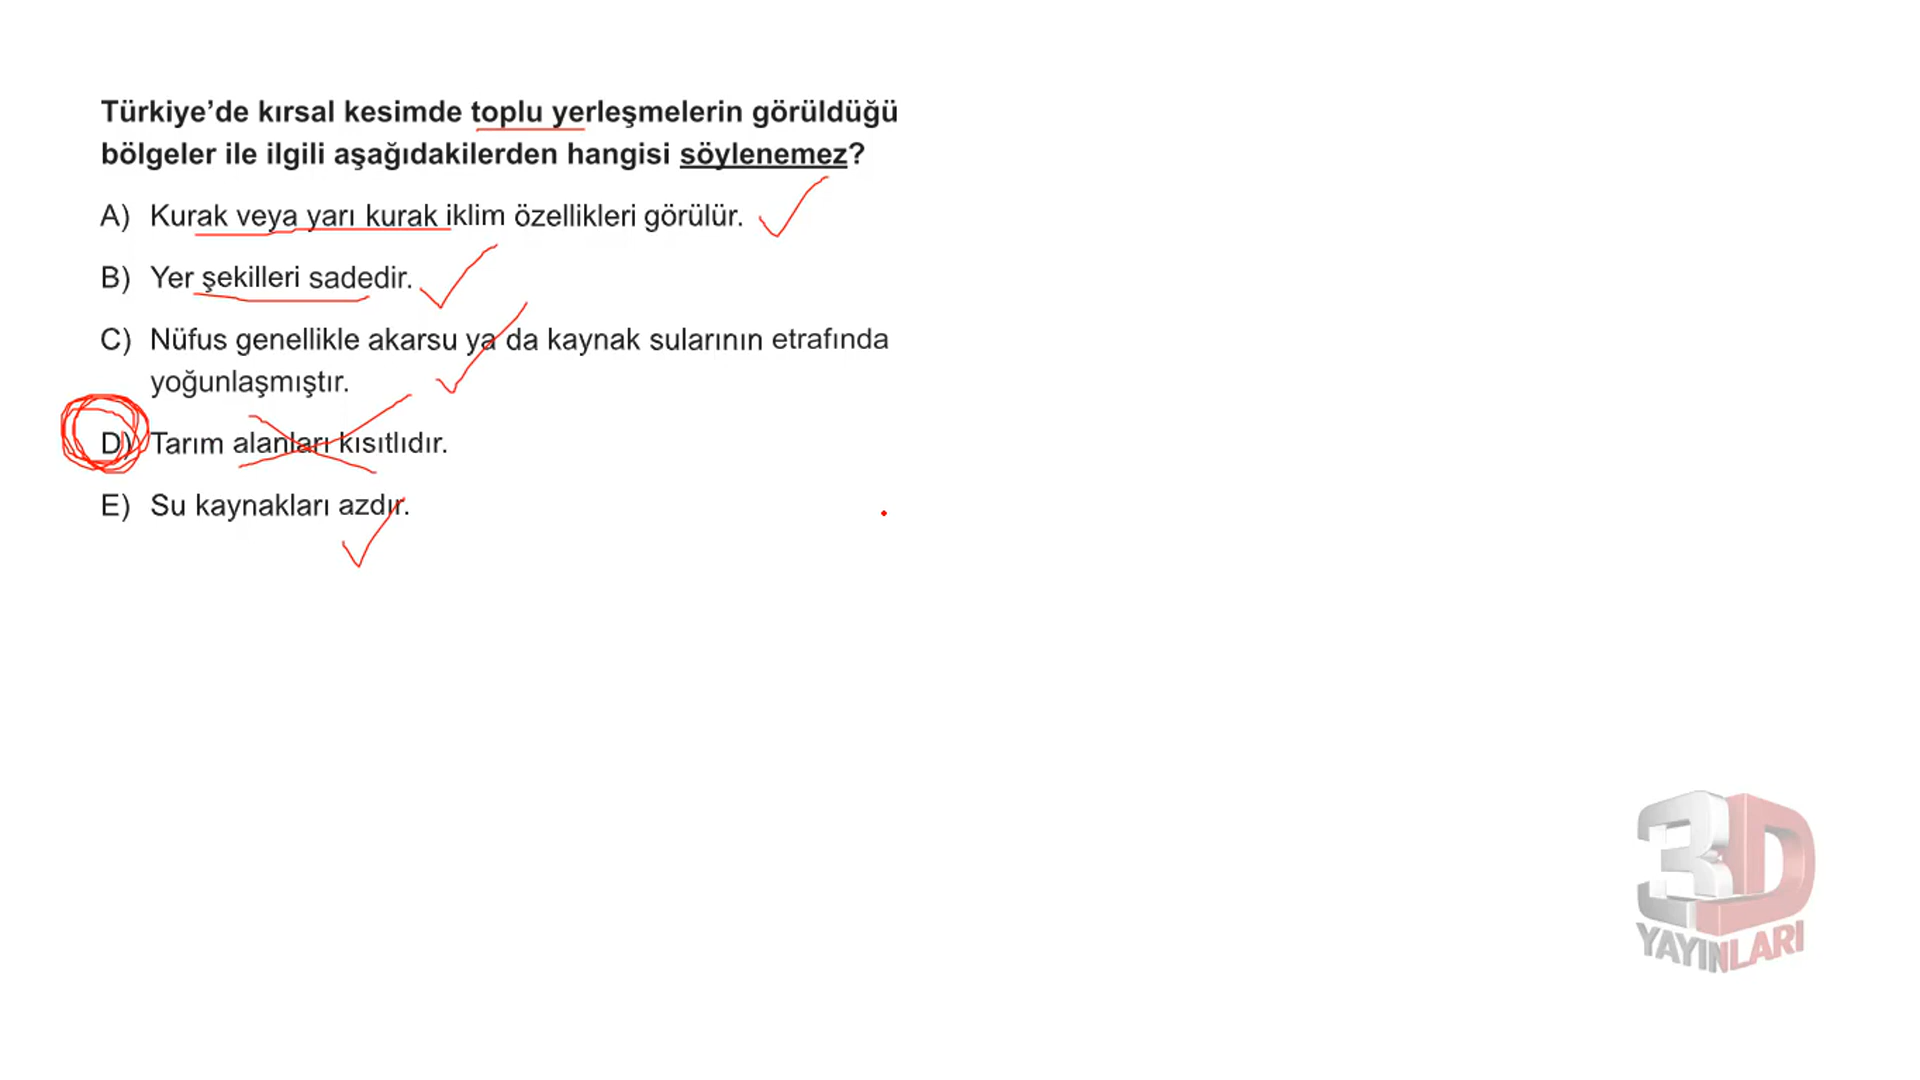 Türkiye’de kırsal kesimde toplu yerleşmelerin görüldüğü
bölgeler ile ilgili aşağıdakilerden hangisi söylenemez?
A) Kurak veya yarı kurak iklim özellikleri görülür.
B) Yer şekilleri sadedir.
C) Nüfus genellikle akarsu ya da kaynak sularının etrafında
yoğunlaşmıştır.
D) Tarım alanları kısıtlıdır.
E) Su kaynakları azdır.
3D
YAYINLARI